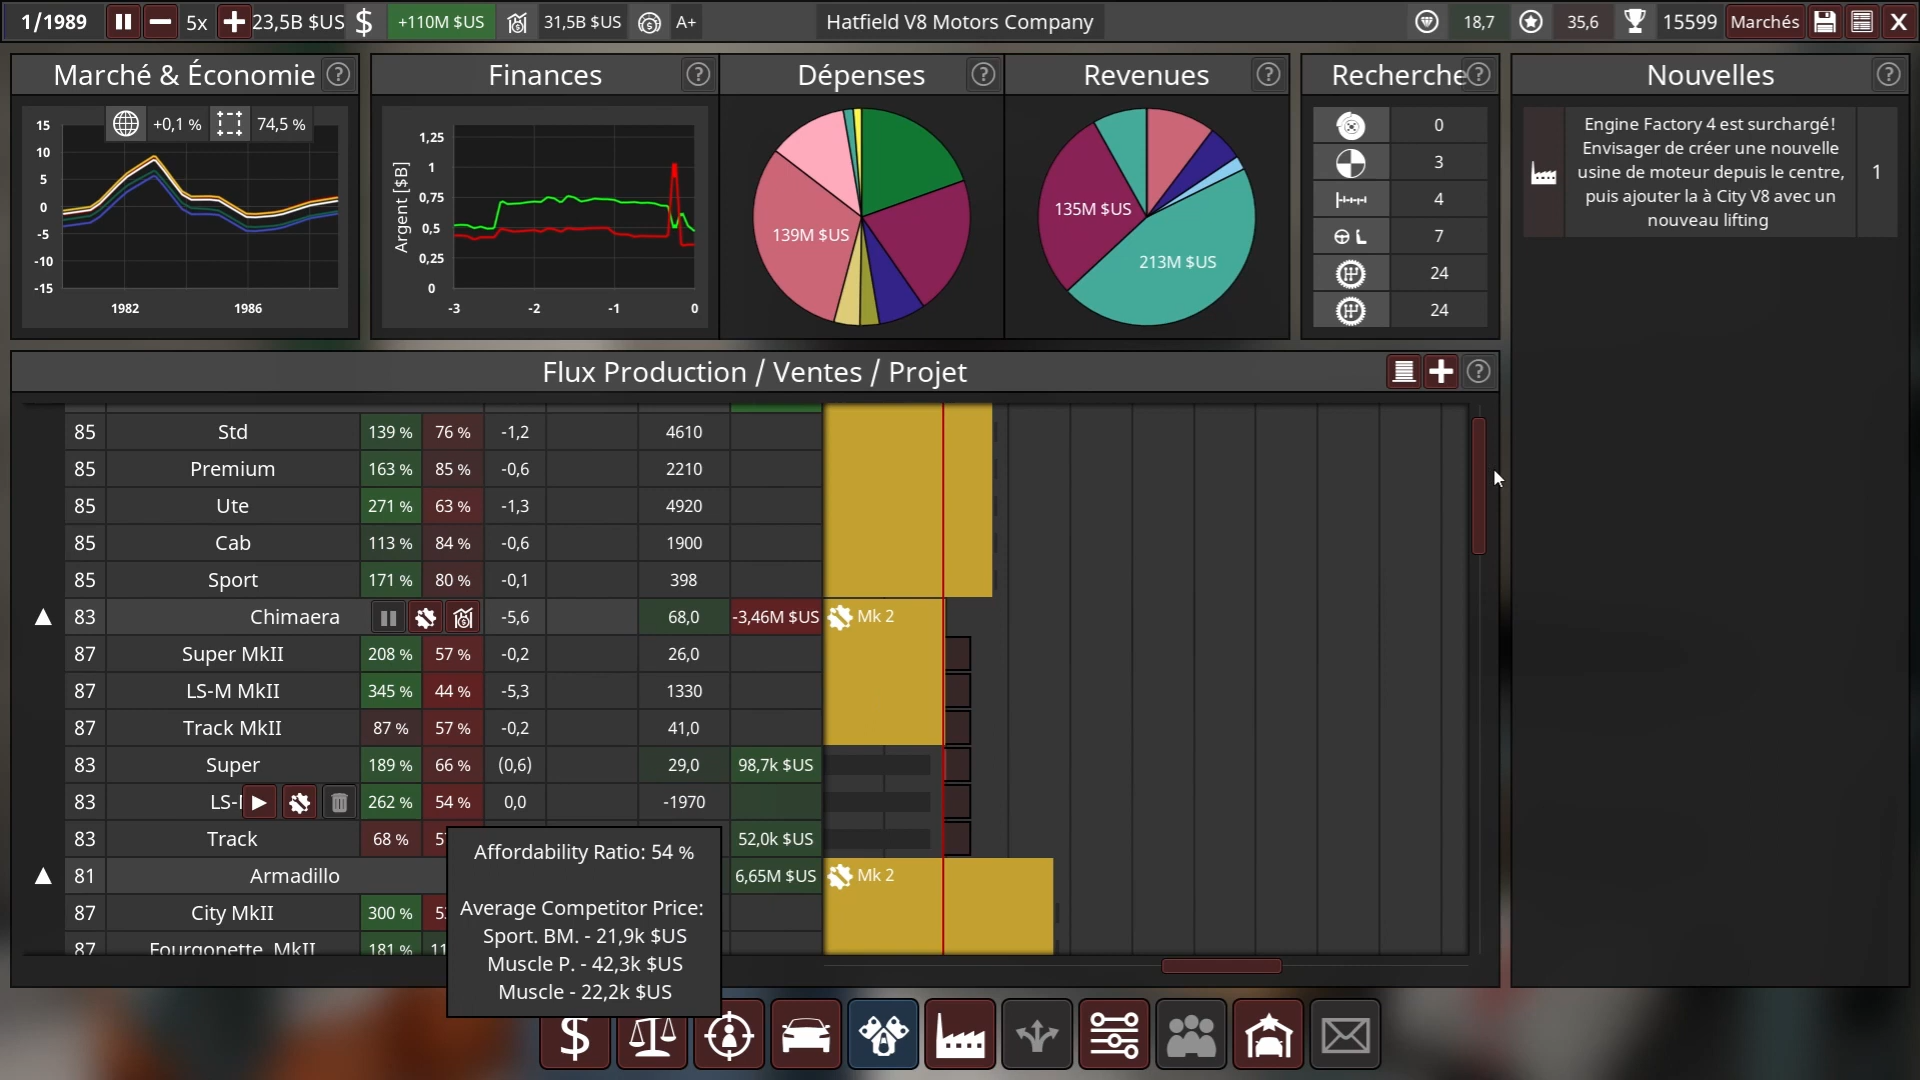 1/1989 5x 23,5B $US +110M $US 31,5B $US A+ Hatfield V8 Motors Company 18,7 35,6 15599 Marchés
Marché & Économie
+0,1 % 74,5 %
15
10
5
0
-5
-10
-15
1982 1986
Finances
Argent [$B]
1,25
1
0,75
0,5
0,25
0
-3 -2 -1 0
Dépenses
139M $US
Revenues
135M $US
213M $US
Recherche
0
3
4
7
24
24
Nouvelles
Engine Factory 4 est surchargé!
Envisager de créer une nouvelle
usine de moteur depuis le centre,
puis ajouter la à City V8 avec un
nouveau lifting
1
Flux Production / Ventes / Projet
85 Std 139 % 76 % -1,2 4610
85 Premium 163 % 85 % -0,6 2210
85 Ute 271 % 63 % -1,3 4920
85 Cab 113 % 84 % -0,6 1900
85 Sport 171 % 80 % -0,1 398
83 Chimaera -5,6 68,0 -3,46M $US Mk 2
87 Super MkII 208 % 57 % -0,2 26,0
87 LS-M MkII 345 % 44 % -5,3 1330
87 Track MkII 87 % 57 % -0,2 41,0
83 Super 189 % 66 % (0,6) 29,0 98,7k $US
83 LS- 262 % 54 % 0,0 -1970
83 Track 68 % 52,0k $US
81 Armadillo 6,65M $US Mk 2
87 City MkII 300 %
87 Fourgonette MkII 181 %
Affordability Ratio: 54 %
Average Competitor Price:
Sport. BM. - 21,9k $US
Muscle P. - 42,3k $US
Muscle - 22,2k $US